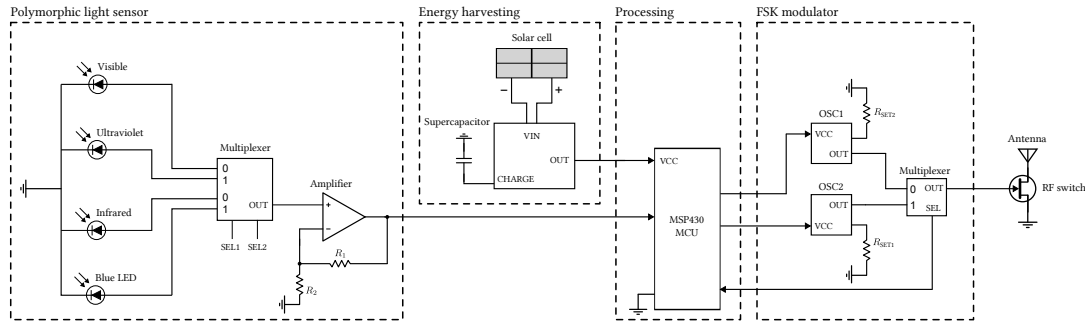 Polymorphic light sensor
Visible
Ultraviolet
Infrared
Blue LED
Multiplexer
0
1
0
1
OUT
SEL1 SEL2
Amplifier
+
−
R1
R2
Energy harvesting
Solar cell
− +
Supercapacitor
VIN
OUT
CHARGE
Processing
VCC
MSP430
MCU
FSK modulator
OSC1
VCC
OUT
RSET2
OSC2
OUT
VCC
RSET1
Multiplexer
0 OUT
1 SEL
Antenna
RF switch